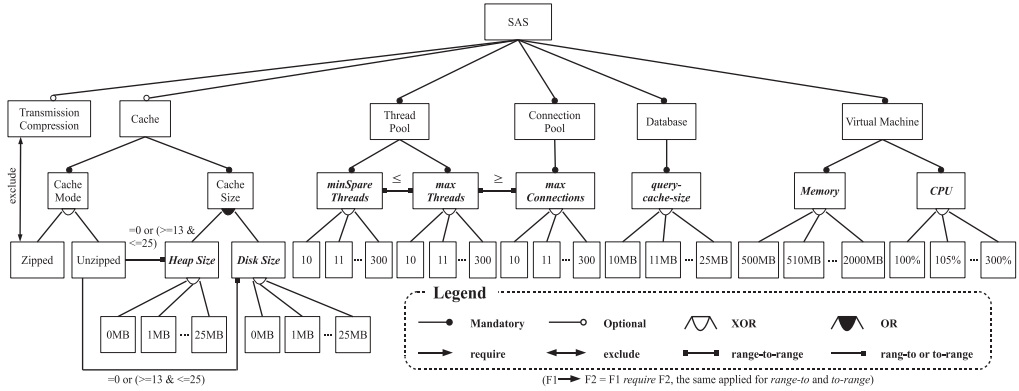 SAS
Transmission
Compression
Cache
Thread
Pool
Connection
Pool
Database
Virtual Machine
exclude
Cache
Mode
Cache
Size
minSpare
Threads
≤
max
Threads
≥
max
Connections
query-
cache-size
Memory
CPU
=0 or (>=13 &
<=25)
Zipped
Unzipped
Heap Size
Disk Size
10
11
...
300
10
11
...
300
10
11
...
300
10MB
11MB
...
25MB
500MB
510MB
...
2000MB
100%
105%
...
300%
0MB
1MB
...
25MB
0MB
1MB
...
25MB
=0 or (>=13 & <=25)
Legend
Mandatory
Optional
XOR
OR
require
exclude
range-to-range
rang-to or to-range
(F1 → F2 = F1 require F2, the same applied for range-to and to-range)